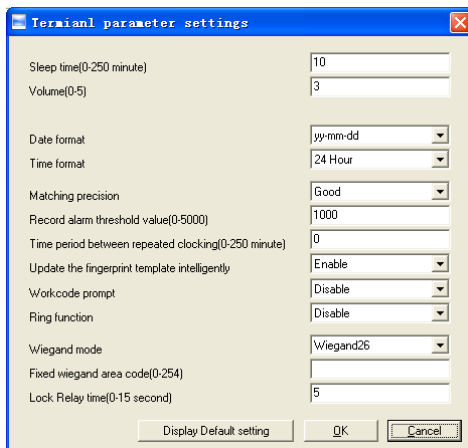 Termianl parameter settings
Sleep time(0-250 minute) 10
Volume(0-5) 3
Date format yy-mm-dd
Time format 24 Hour
Matching precision Good
Record alarm threshold value(0-5000) 1000
Time period between repeated clocking(0-250 minute) 0
Update the fingerprint template intelligently Enable
Workcode prompt Disable
Ring function Disable
Wiegand mode Wiegand26
Fixed wiegand area code(0-254)
Lock Relay time(0-15 second) 5
Display Default setting OK Cancel